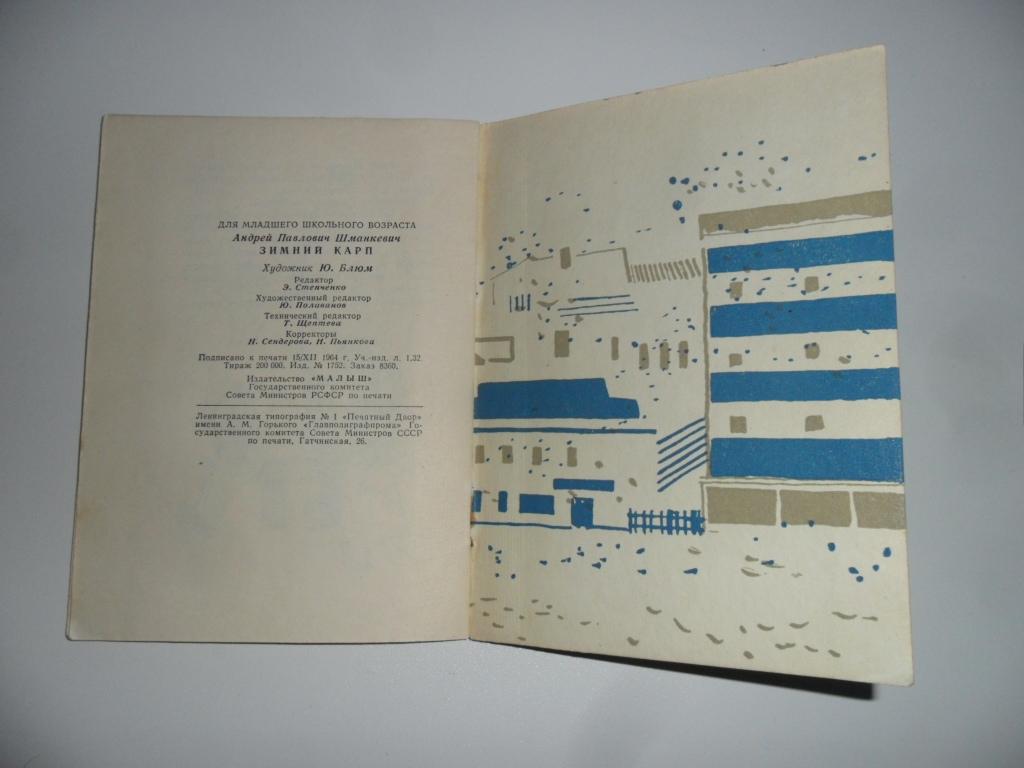 ДЛЯ МЛАДШЕГО ШКОЛЬНОГО ВОЗРАСТА
Андрей Павлович Шманкевич
ЗИМНИЙ КАРП
Художник Ю. Блюм
Редактор
Э. Степченко
Художественный редактор
Ю. Поливанов
Технический редактор
Т. Щептева
Корректоры
Н. Сендерова, Н. Пьянкова
Подписано к печати 15/XII 1964 г. Уч.-изд. л. 1,32
Тираж 200 000. Изд. № 1752. Заказ 8360.
Издательство «МАЛЫШ»
Государственного комитета
Совета Министров РСФСР по печати
Ленинградская типография № 1 «Печатный Двор»
имени А. М. Горького «Главполиграфпрома» Го-
сударственного комитета Совета Министров СССР
по печати, Гатчинская, 26.